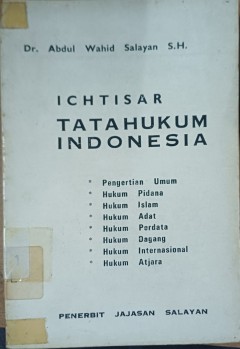 Dr. Abdul Wahid Salayan S.H.
ICHTISAR
TATAHUKUM
INDONESIA
* Pengertian Umum
* Hukum Pidana
* Hukum Islam
* Hukum Adat
* Hukum Perdata
* Hukum Dagang
* Hukum Internasional
* Hukum Atjara
PENERBIT JAJASAN SALAYAN